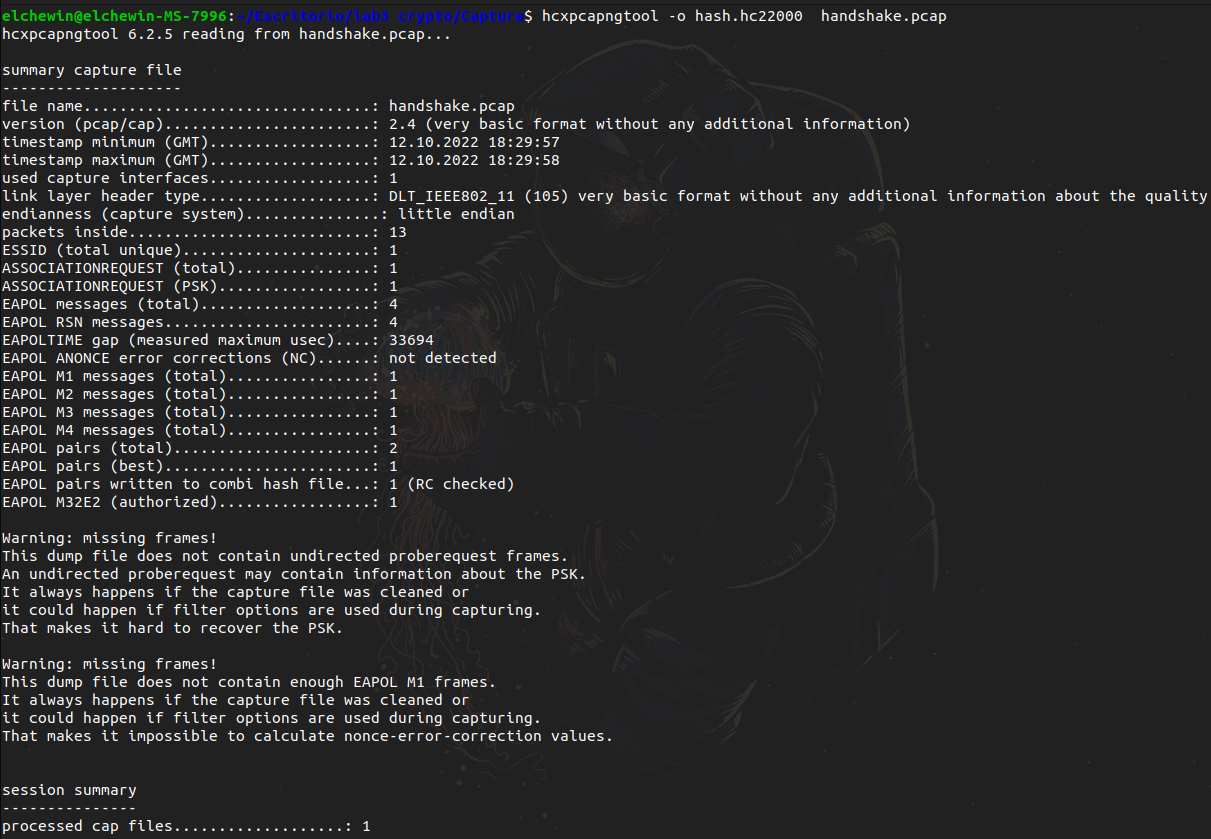 elchewin@elchewin-MS-7996:~/Escritorio/lab3 crypto/Captura$ hcxpcapngtool -o hash.hc22000  handshake.pcap
hcxpcapngtool 6.2.5 reading from handshake.pcap...

summary capture file
--------------------
file name................................: handshake.pcap
version (pcap/cap).......................: 2.4 (very basic format without any additional information)
timestamp minimum (GMT)..................: 12.10.2022 18:29:57
timestamp maximum (GMT)..................: 12.10.2022 18:29:58
used capture interfaces..................: 1
link layer header type...................: DLT_IEEE802_11 (105) very basic format without any additional information about the quality
endianness (capture system)...............: little endian
packets inside...........................: 13
ESSID (total unique).....................: 1
ASSOCIATIONREQUEST (total)...............: 1
ASSOCIATIONREQUEST (PSK).................: 1
EAPOL messages (total)...................: 4
EAPOL RSN messages.......................: 4
EAPOLTIME gap (measured maximum usec)....: 33694
EAPOL ANONCE error corrections (NC)......: not detected
EAPOL M1 messages (total)................: 1
EAPOL M2 messages (total)................: 1
EAPOL M3 messages (total)................: 1
EAPOL M4 messages (total)................: 1
EAPOL pairs (total)......................: 2
EAPOL pairs (best).......................: 1
EAPOL pairs written to combi hash file...: 1 (RC checked)
EAPOL M32E2 (authorized).................: 1

Warning: missing frames!
This dump file does not contain undirected proberequest frames.
An undirected proberequest may contain information about the PSK.
It always happens if the capture file was cleaned or
it could happen if filter options are used during capturing.
That makes it hard to recover the PSK.

Warning: missing frames!
This dump file does not contain enough EAPOL M1 frames.
It always happens if the capture file was cleaned or
it could happen if filter options are used during capturing.
That makes it impossible to calculate nonce-error-correction values.


session summary
---------------
processed cap files...................: 1